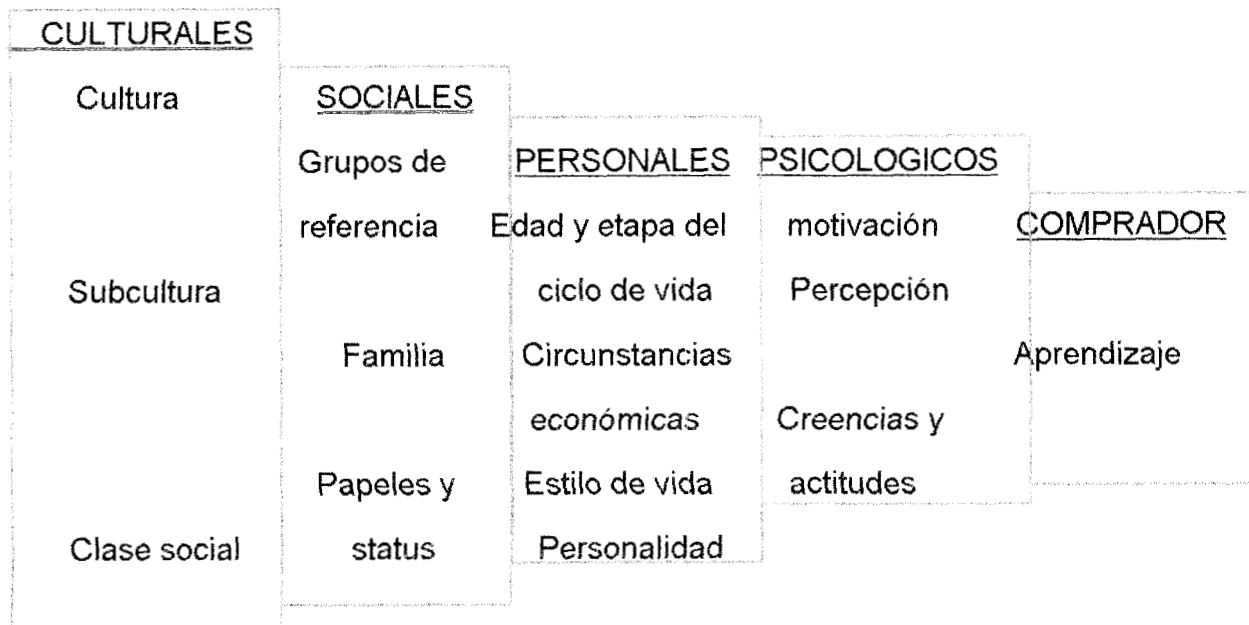 CULTURALES
Cultura
Subcultura
Clase social
SOCIALES
Grupos de
referencia
Familia
Papeles y
status
PERSONALES
Edad y etapa del
ciclo de vida
Circunstancias
económicas
Estilo de vida
Personalidad
PSICOLOGICOS
motivación
Percepción
Creencias y
actitudes
COMPRADOR
Aprendizaje